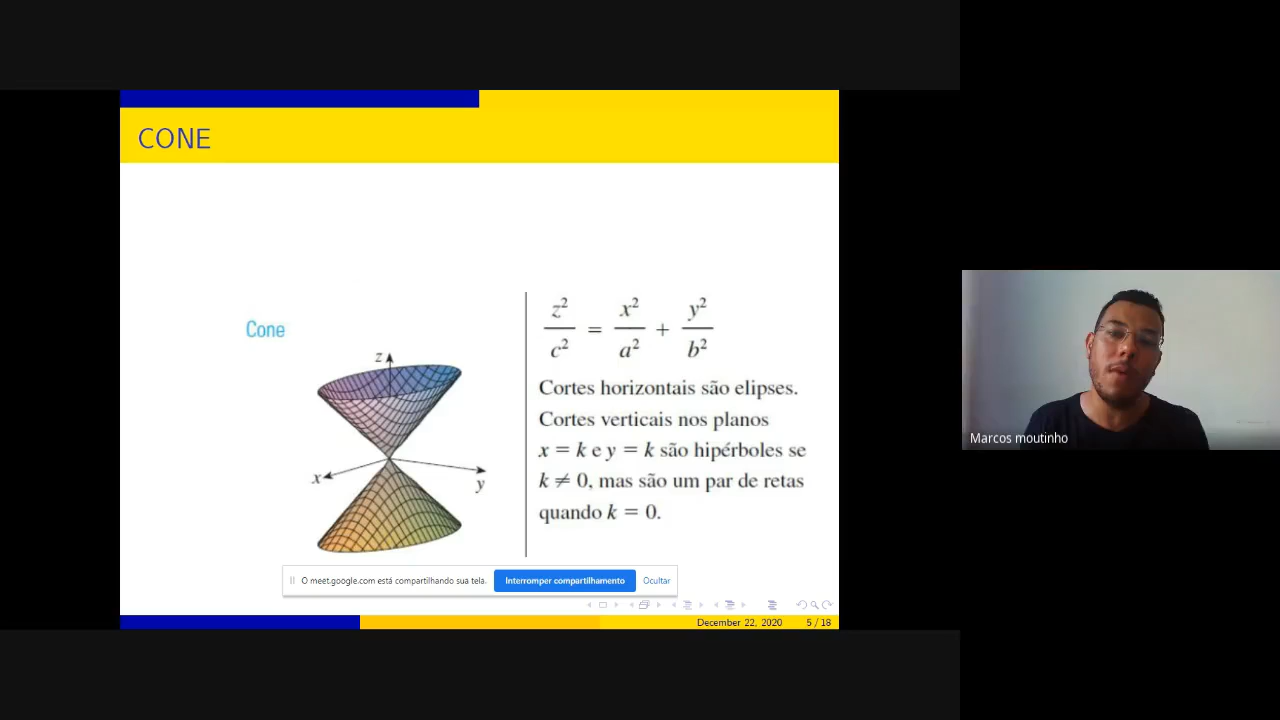 CONE
Cone
z
x
y
z² / c² = x² / a² + y² / b²
Cortes horizontais são elipses.
Cortes verticais nos planos
x = k e y = k são hipérboles se
k ≠ 0, mas são um par de retas
quando k = 0.
O meet.google.com está compartilhando sua tela.
Interromper compartilhamento
Ocultar
December 22, 2020
5 / 18
Marcos moutinho